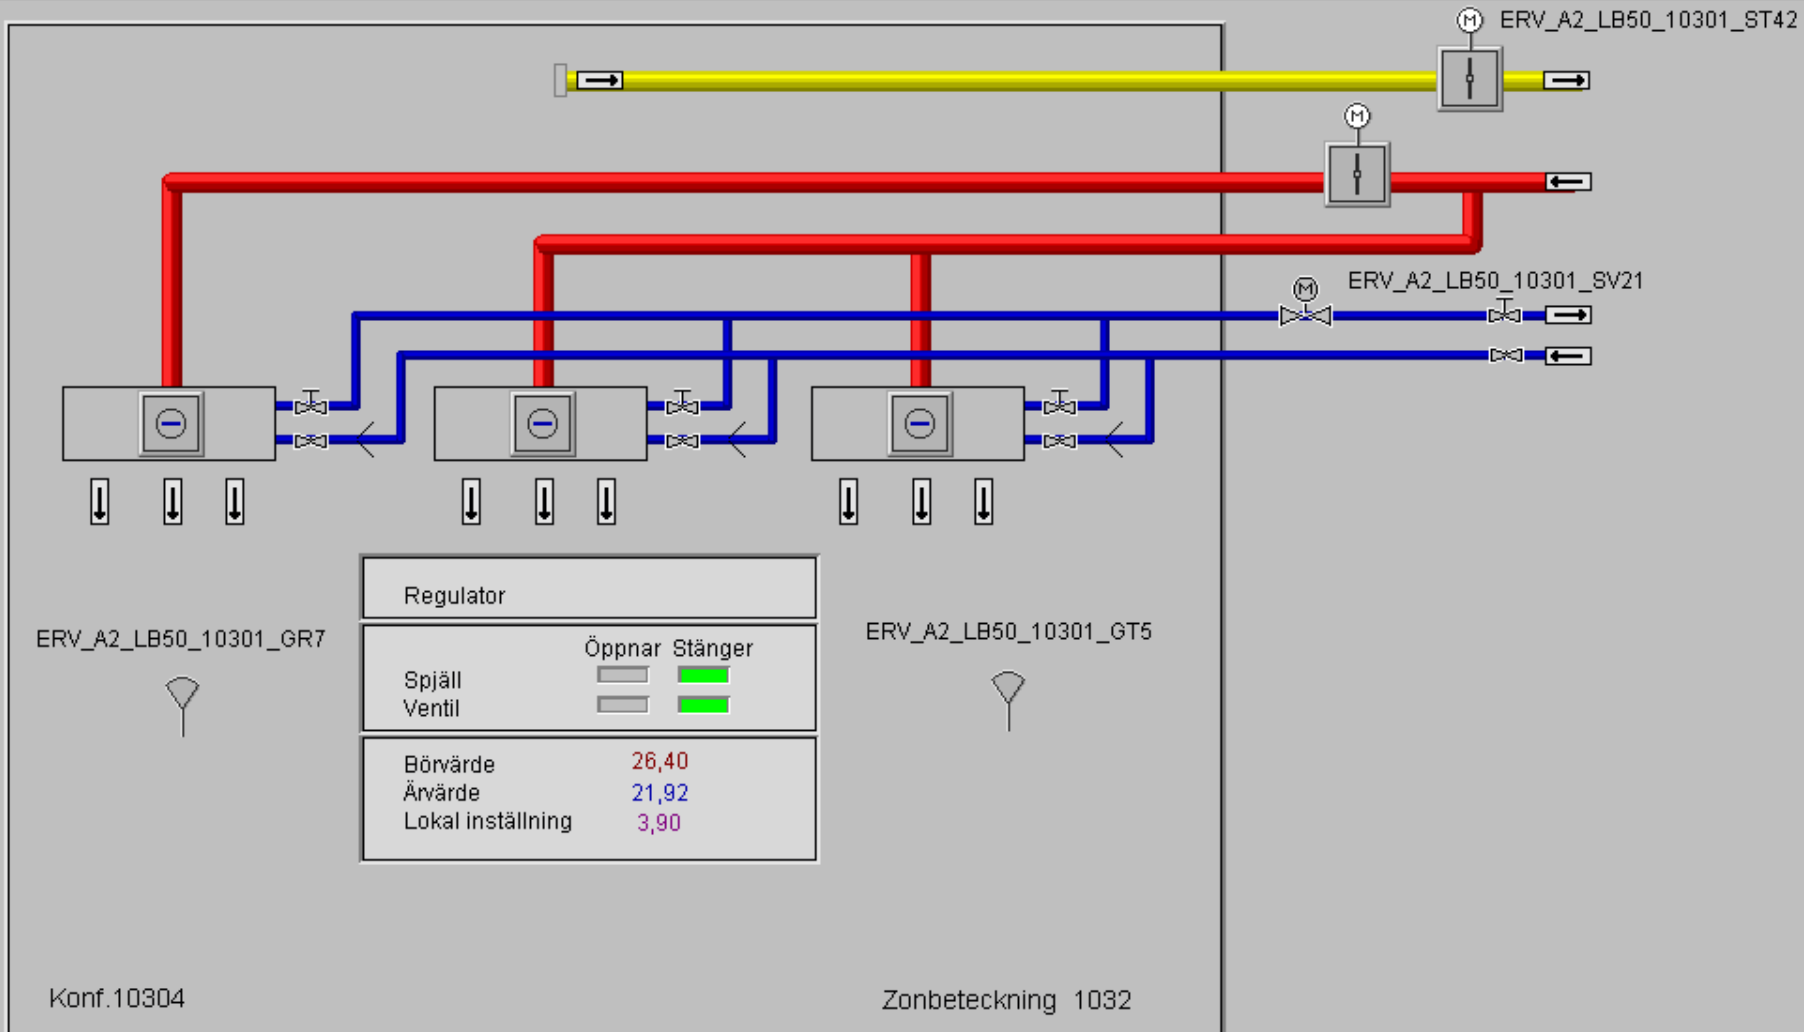 ERV_A2_LB50_10301_ST42
M
M
ERV_A2_LB50_10301_SV21
M
Regulator
ERV_A2_LB50_10301_GR7
ERV_A2_LB50_10301_GT5
Öppnar Stänger
Spjäll
Ventil
Börvärde 26,40
Ärvärde 21,92
Lokal inställning 3,90
Konf.10304
Zonbeteckning 1032